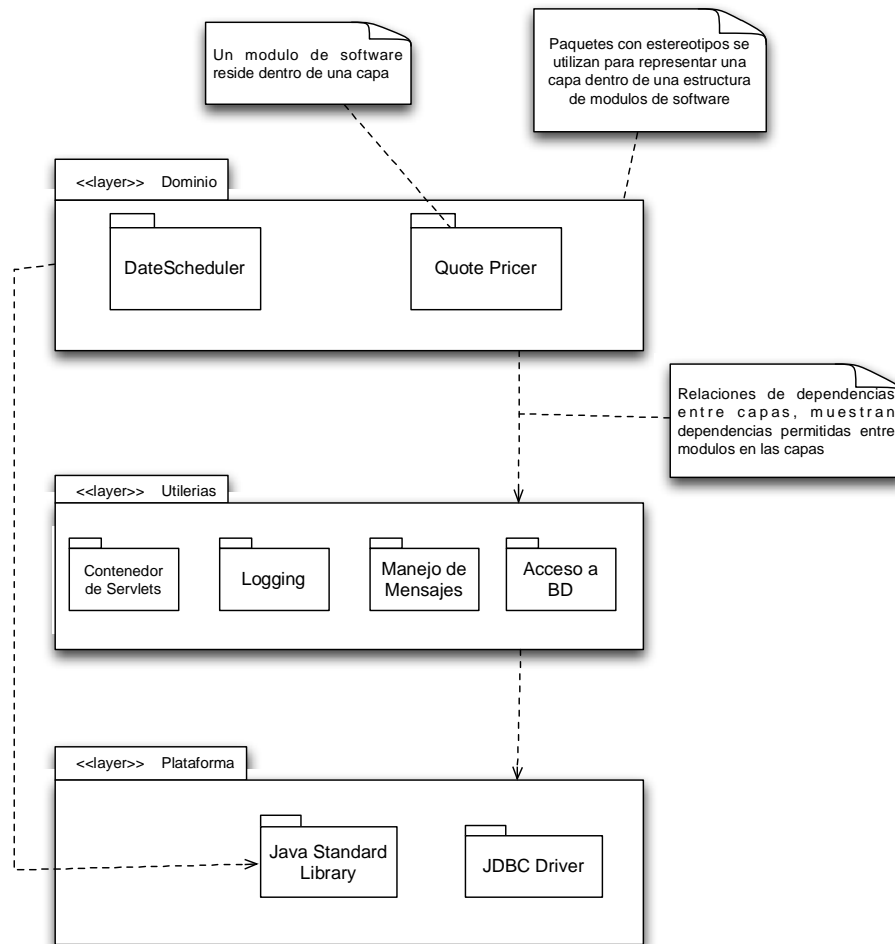 Un modulo de software
reside dentro de una capa
Paquetes con estereotipos se
utilizan para representar una
capa dentro de una estructura
de modulos de software
<<layer>> Dominio
DateScheduler
Quote Pricer
Relaciones de dependencias
entre capas, muestran
dependencias permitidas entre
modulos en las capas
<<layer>> Utilerias
Contenedor
de Servlets
Logging
Manejo de
Mensajes
Acceso a
BD
<<layer>> Plataforma
Java Standard
Library
JDBC Driver